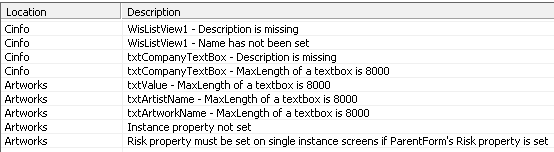 Location Description
Cinfo WisListView1 - Description is missing
Cinfo WisListView1 - Name has not been set
Cinfo txtCompanyTextBox - Description is missing
Cinfo txtCompanyTextBox - MaxLength of a textbox is 8000
Artworks txtValue - MaxLength of a textbox is 8000
Artworks txtArtistName - MaxLength of a textbox is 8000
Artworks txtArtworkName - MaxLength of a textbox is 8000
Artworks Instance property not set
Artworks Risk property must be set on single instance screens if ParentForm's Risk property is set